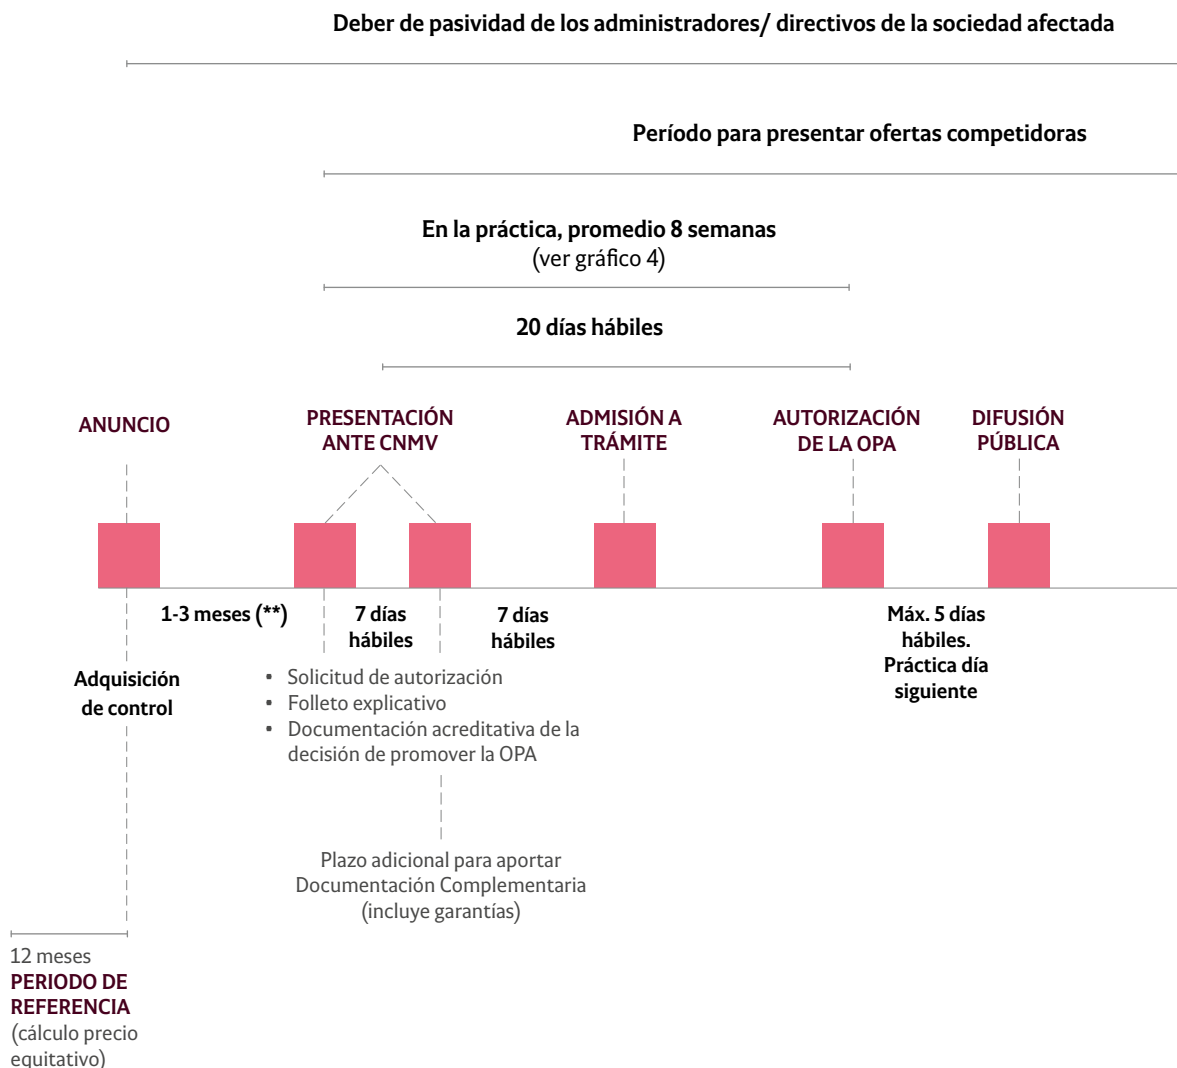 Deber de pasividad de los administradores/ directivos de la sociedad afectada
Período para presentar ofertas competidoras
En la práctica, promedio 8 semanas
(ver gráfico 4)
20 días hábiles
ANUNCIO
PRESENTACIÓN
ANTE CNMV
ADMISIÓN A
TRÁMITE
AUTORIZACIÓN
DE LA OPA
DIFUSIÓN
PÚBLICA
1-3 meses (**)
7 días
hábiles
7 días
hábiles
Máx. 5 días
hábiles.
Práctica día
siguiente
Adquisición
de control
• Solicitud de autorización
• Folleto explicativo
• Documentación acreditativa de la
decisión de promover la OPA
Plazo adicional para aportar
Documentación Complementaria
(incluye garantías)
12 meses
PERIODO DE
REFERENCIA
(cálculo precio
equitativo)